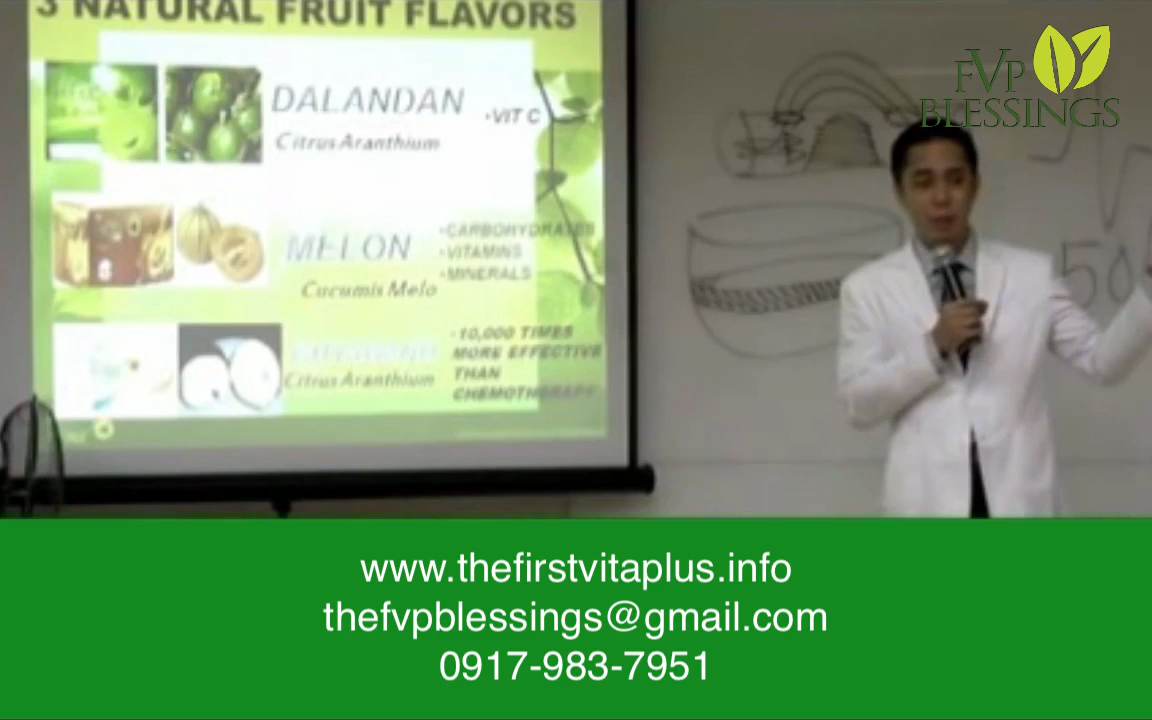 3 NATURAL FRUIT FLAVORS
DALANDAN
•VIT C
Citrus Aranthium
MELON
•CARBOHYDRATES
•VITAMINS
•MINERALS
Cucumis Melo
•10,000 TIMES
MORE EFFECTIVE
THAN
CHEMOTHERAPY
Citrus Aranthium
FVP
BLESSINGS
50
www.thefirstvitaplus.info
thefvpblessings@gmail.com
0917-983-7951